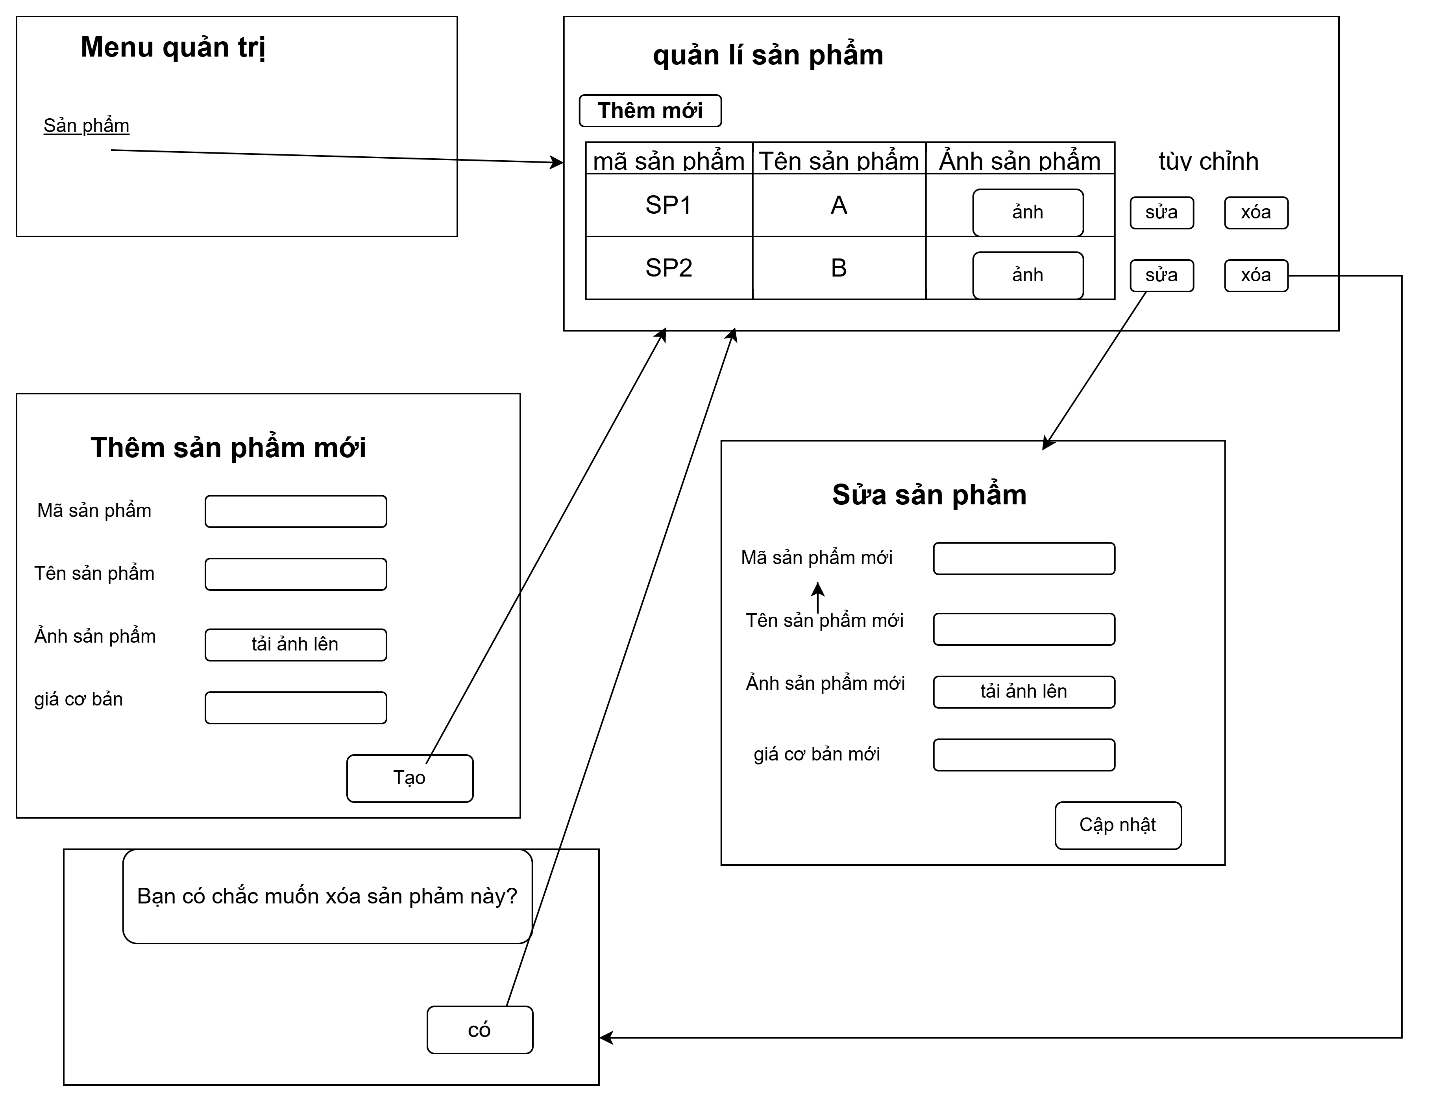 Menu quản trị
Sản phẩm
quản lí sản phẩm
Thêm mới
mã sản phẩm Tên sản phẩm Ảnh sản phẩm tùy chỉnh
SP1 A ảnh sửa xóa
SP2 B ảnh sửa xóa
Thêm sản phẩm mới
Mã sản phẩm
Tên sản phẩm
Ảnh sản phẩm tải ảnh lên
giá cơ bản
Tạo
Sửa sản phẩm
Mã sản phẩm mới
Tên sản phẩm mới
Ảnh sản phẩm mới tải ảnh lên
giá cơ bản mới
Cập nhật
Bạn có chắc muốn xóa sản phảm này?
có